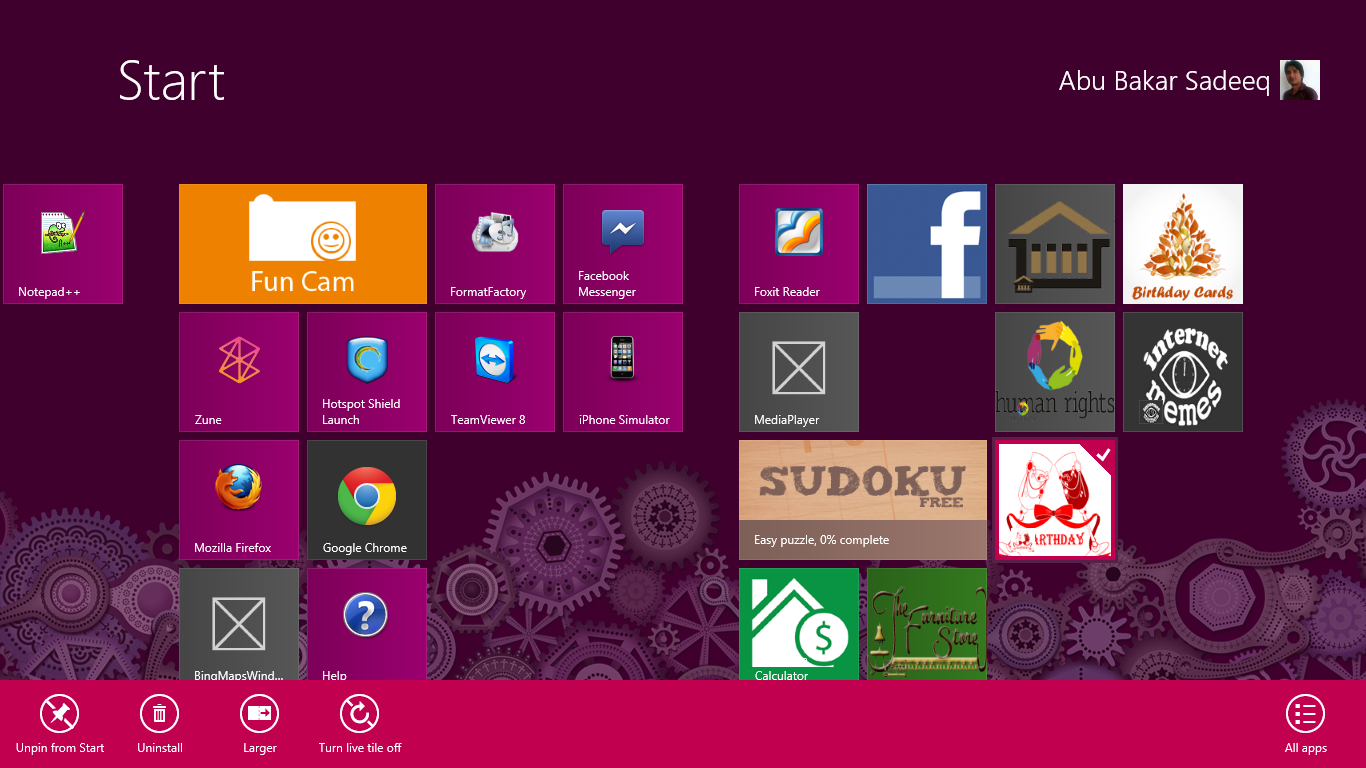 Start
Abu Bakar Sadeeq
Notepad++
Fun Cam
FormatFactory
Facebook
Messenger
Foxit Reader
f
Birthday Cards
Zune
Hotspot Shield
Launch
TeamViewer 8
iPhone Simulator
MediaPlayer
human rights
internet
memes
Mozilla Firefox
Google Chrome
SUDOKU
FREE
Easy puzzle, 0% complete
BIRTHDAY
BingMapsWind...
?
Help
$
Calculator
The
Furniture
Store
Unpin from Start
Uninstall
Larger
Turn live tile off
All apps